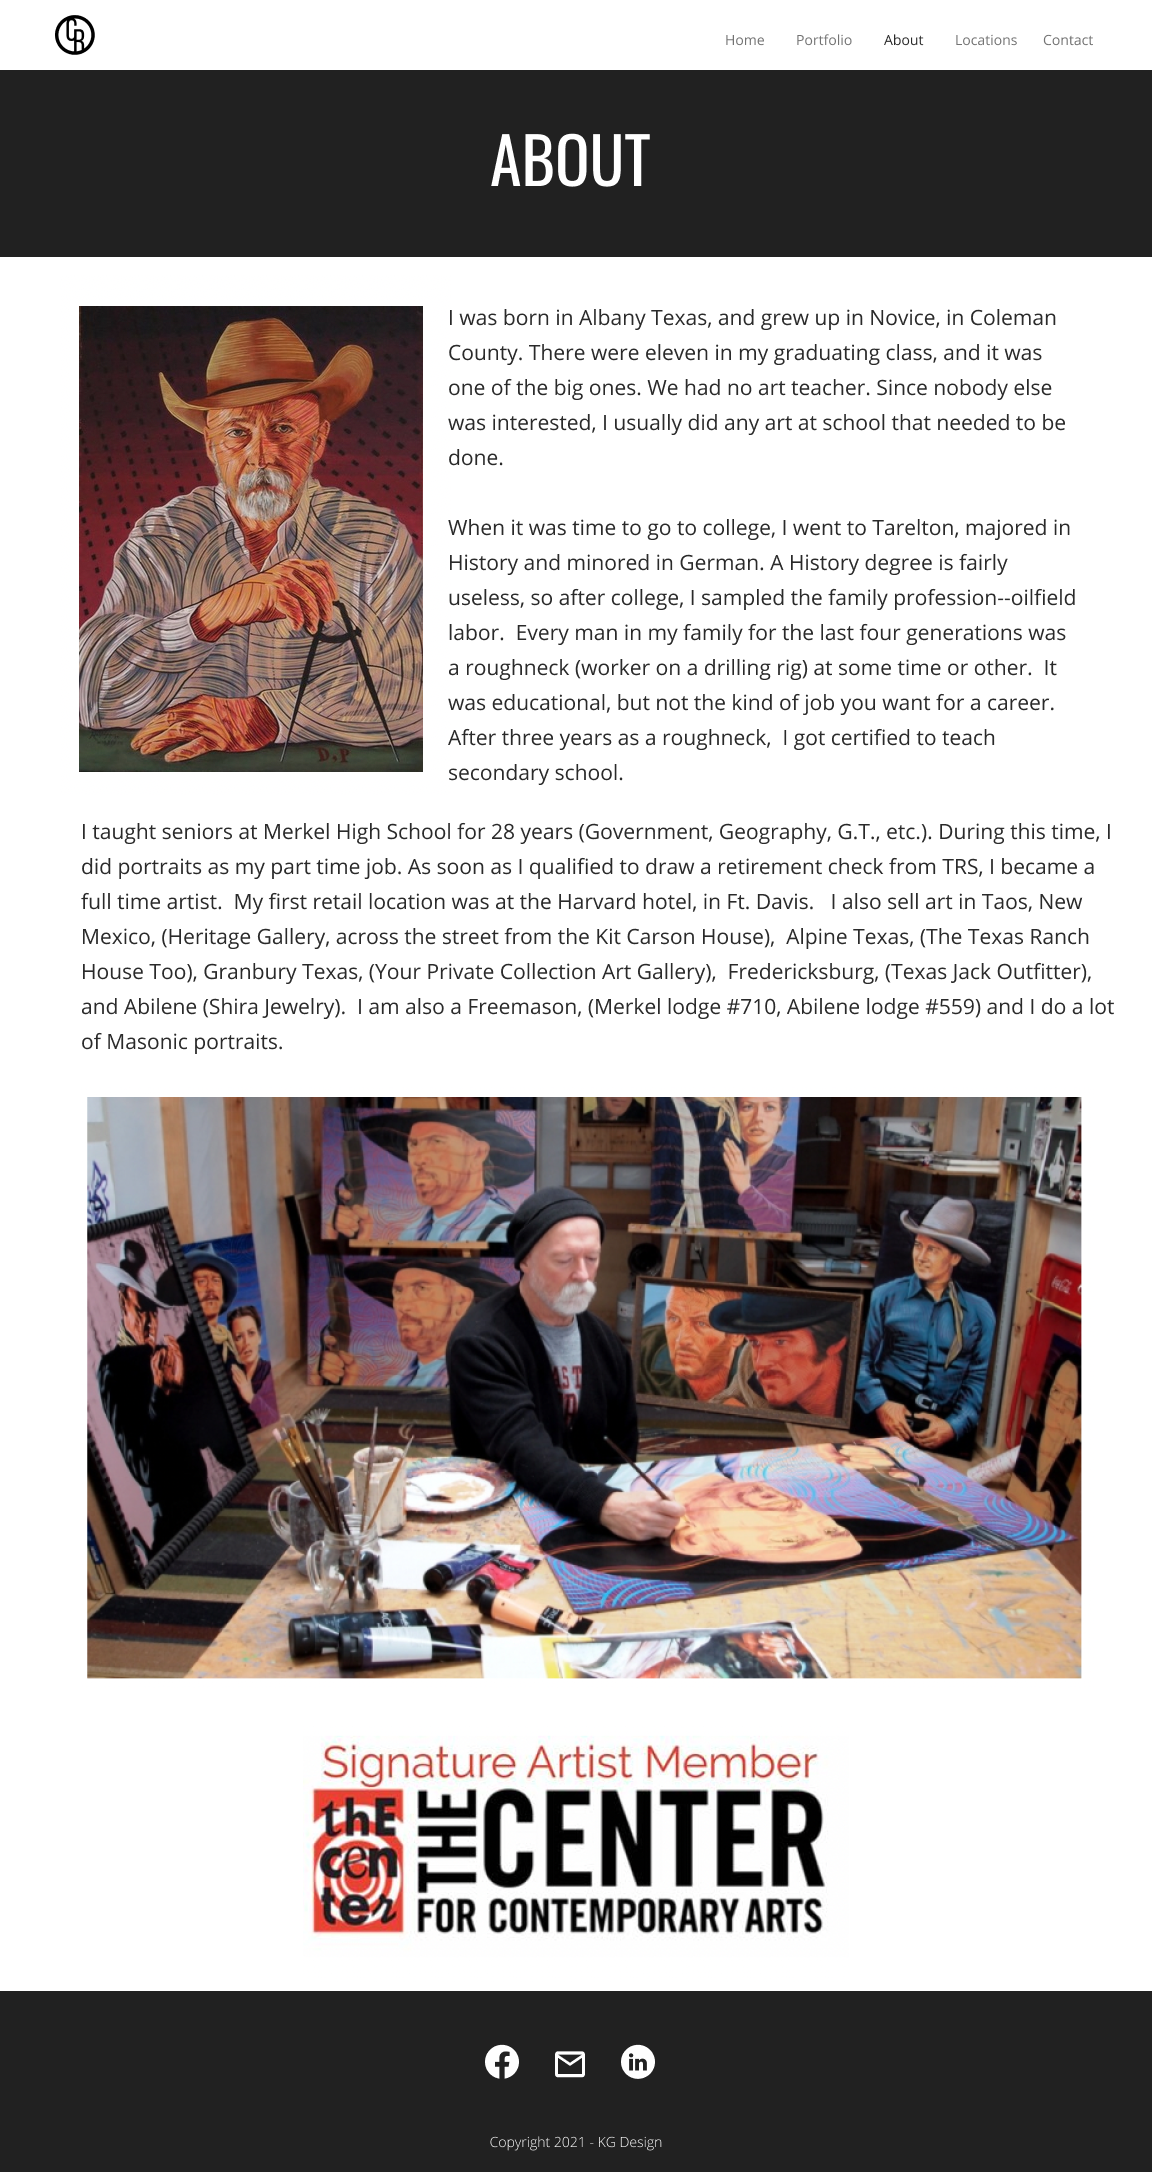 Home Portfolio About Locations Contact
ABOUT
I was born in Albany Texas, and grew up in Novice, in Coleman
County. There were eleven in my graduating class, and it was
one of the big ones. We had no art teacher. Since nobody else
was interested, I usually did any art at school that needed to be
done.
When it was time to go to college, I went to Tarelton, majored in
History and minored in German. A History degree is fairly
useless, so after college, I sampled the family profession--oilfield
labor.  Every man in my family for the last four generations was
a roughneck (worker on a drilling rig) at some time or other.  It
was educational, but not the kind of job you want for a career.
After three years as a roughneck,  I got certified to teach
secondary school.
D.P
I taught seniors at Merkel High School for 28 years (Government, Geography, G.T., etc.). During this time, I
did portraits as my part time job. As soon as I qualified to draw a retirement check from TRS, I became a
full time artist.  My first retail location was at the Harvard hotel, in Ft. Davis.   I also sell art in Taos, New
Mexico, (Heritage Gallery, across the street from the Kit Carson House),  Alpine Texas, (The Texas Ranch
House Too), Granbury Texas, (Your Private Collection Art Gallery),  Fredericksburg, (Texas Jack Outfitter),
and Abilene (Shira Jewelry).  I am also a Freemason, (Merkel lodge #710, Abilene lodge #559) and I do a lot
of Masonic portraits.
Signature Artist Member
thE
cen
ter
THE CENTER
FOR CONTEMPORARY ARTS
Copyright 2021 - KG Design